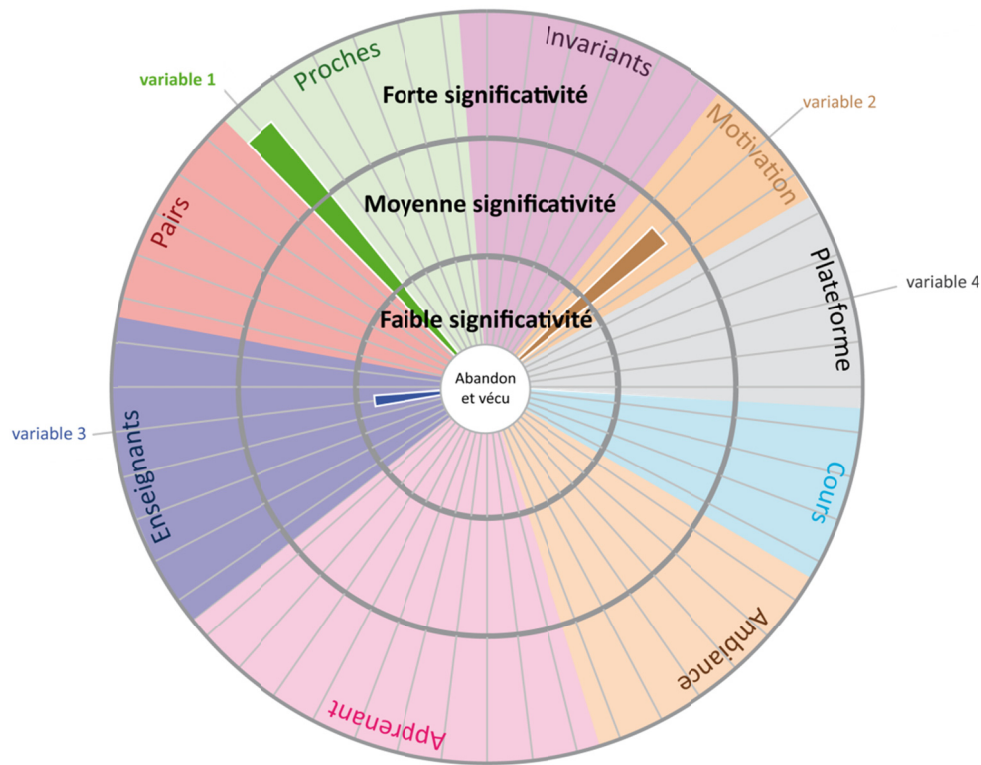 Invariants
Proches
variable 1
Forte significativité
variable 2
Motivation
Moyenne significativité
Pairs
Plateforme
variable 4
Faible significativité
Abandon
et vécu
variable 3
Enseignants
Cours
Ambiance
Apprenant